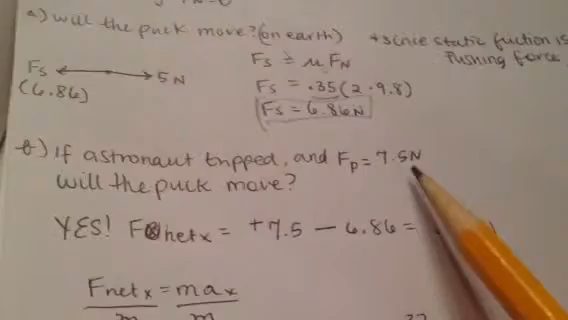 a) will the puck move? (on earth)
+ since static fuction is
pushing force
Fs ≐ μ FN
Fs 5N
(6.86)
Fs = .35(2·9.8)
Fs = 6.86N
b) If astronaut tripped, and Fp = 7.5N
will the puck move?
YES! F netx = +7.5 - 6.86 =
Fnetx = max
m m